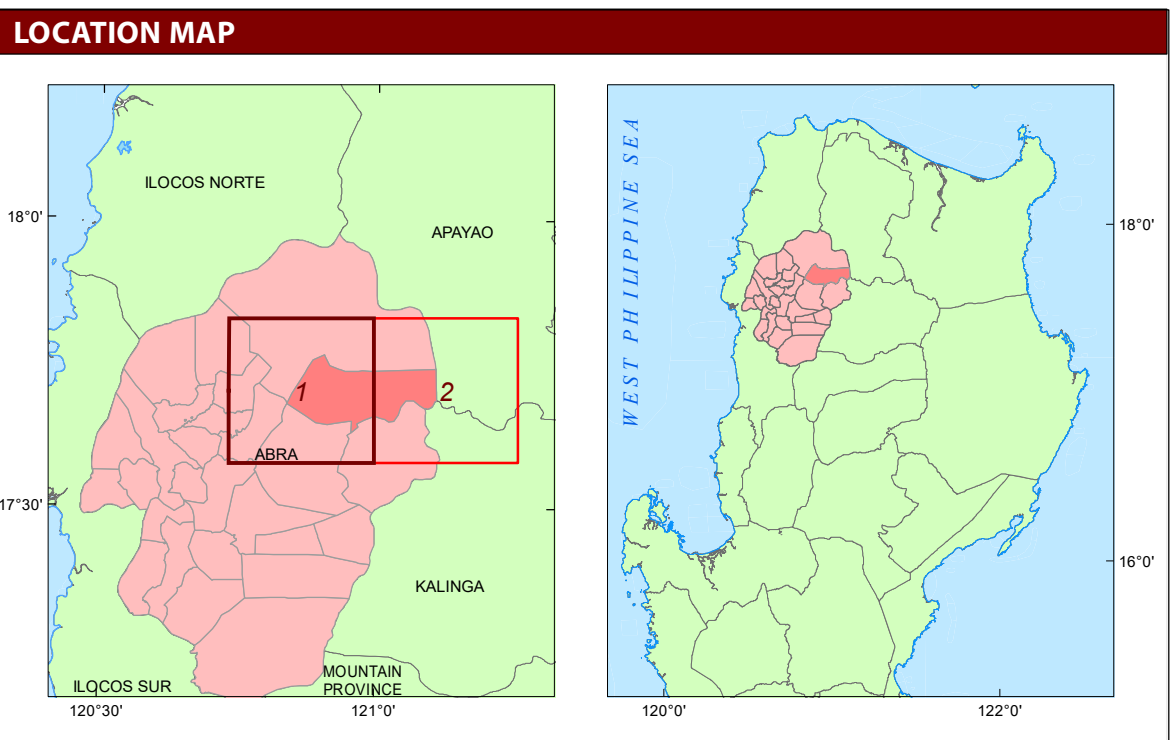 LOCATION MAP
ILOCOS NORTE
APAYAO
18°0'
1
2
ABRA
17°30'
KALINGA
MOUNTAIN
PROVINCE
ILOCOS SUR
120°30'
121°0'
WEST PHILIPPINE SEA
18°0'
16°0'
120°0'
122°0'